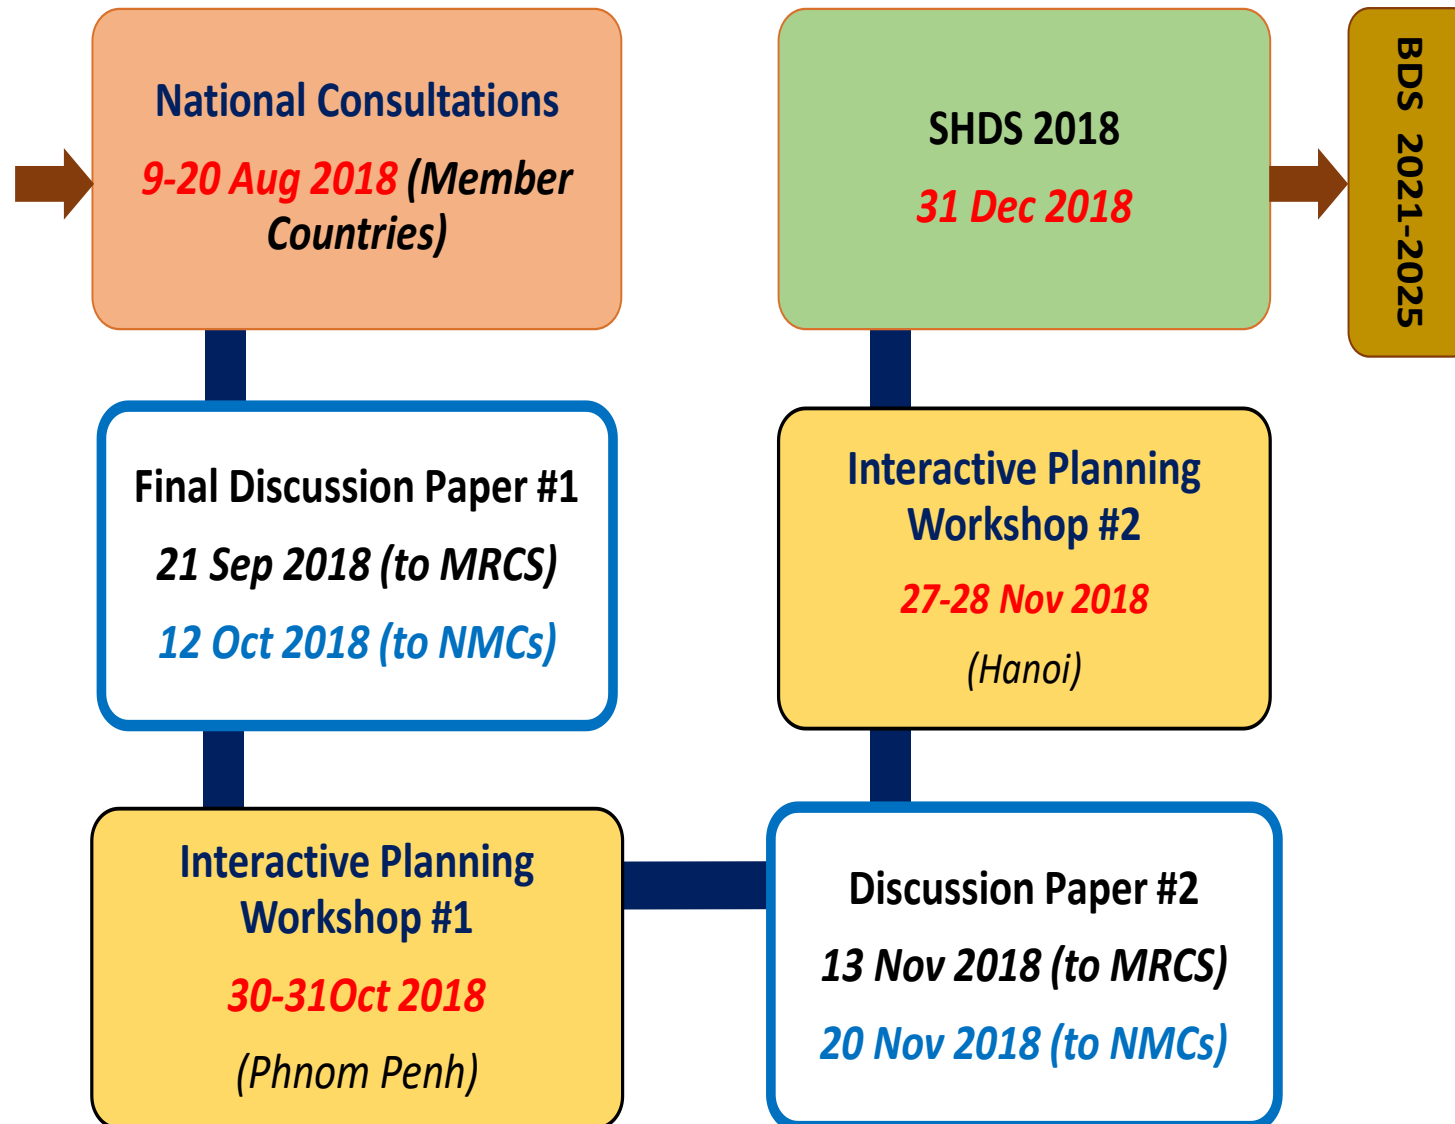 National Consultations
9-20 Aug 2018 (Member
Countries)
Final Discussion Paper #1
21 Sep 2018 (to MRCS)
12 Oct 2018 (to NMCs)
Interactive Planning
Workshop #1
30-31Oct 2018
(Phnom Penh)
Discussion Paper #2
13 Nov 2018 (to MRCS)
20 Nov 2018 (to NMCs)
Interactive Planning
Workshop #2
27-28 Nov 2018
(Hanoi)
SHDS 2018
31 Dec 2018
BDS 2021-2025